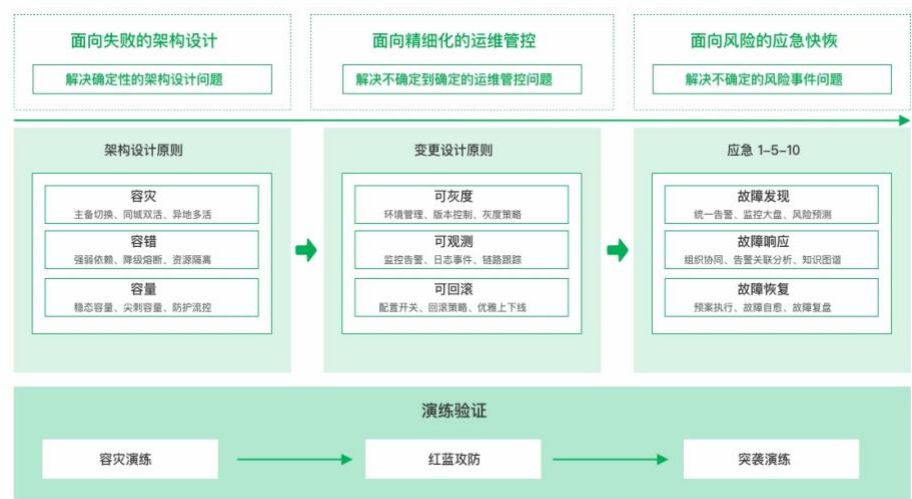 面向失败的架构设计
解决确定性的架构设计问题
面向精细化的运维管控
解决不确定到确定的运维管控问题
面向风险的应急快恢
解决不确定的风险事件问题
架构设计原则
容灾
主备切换、同城双活、异地多活
容错
强弱依赖、降级熔断、资源隔离
容量
稳态容量、尖刺容量、防护流控
变更设计原则
可灰度
环境管理、版本控制、灰度策略
可观测
监控告警、日志事件、链路跟踪
可回滚
配置开关、回滚策略、优雅上下线
应急 1-5-10
故障发现
统一告警、监控大盘、风险预测
故障响应
组织协同、告警关联分析、知识图谱
故障恢复
预案执行、故障自愈、故障复盘
演练验证
容灾演练
红蓝攻防
突袭演练